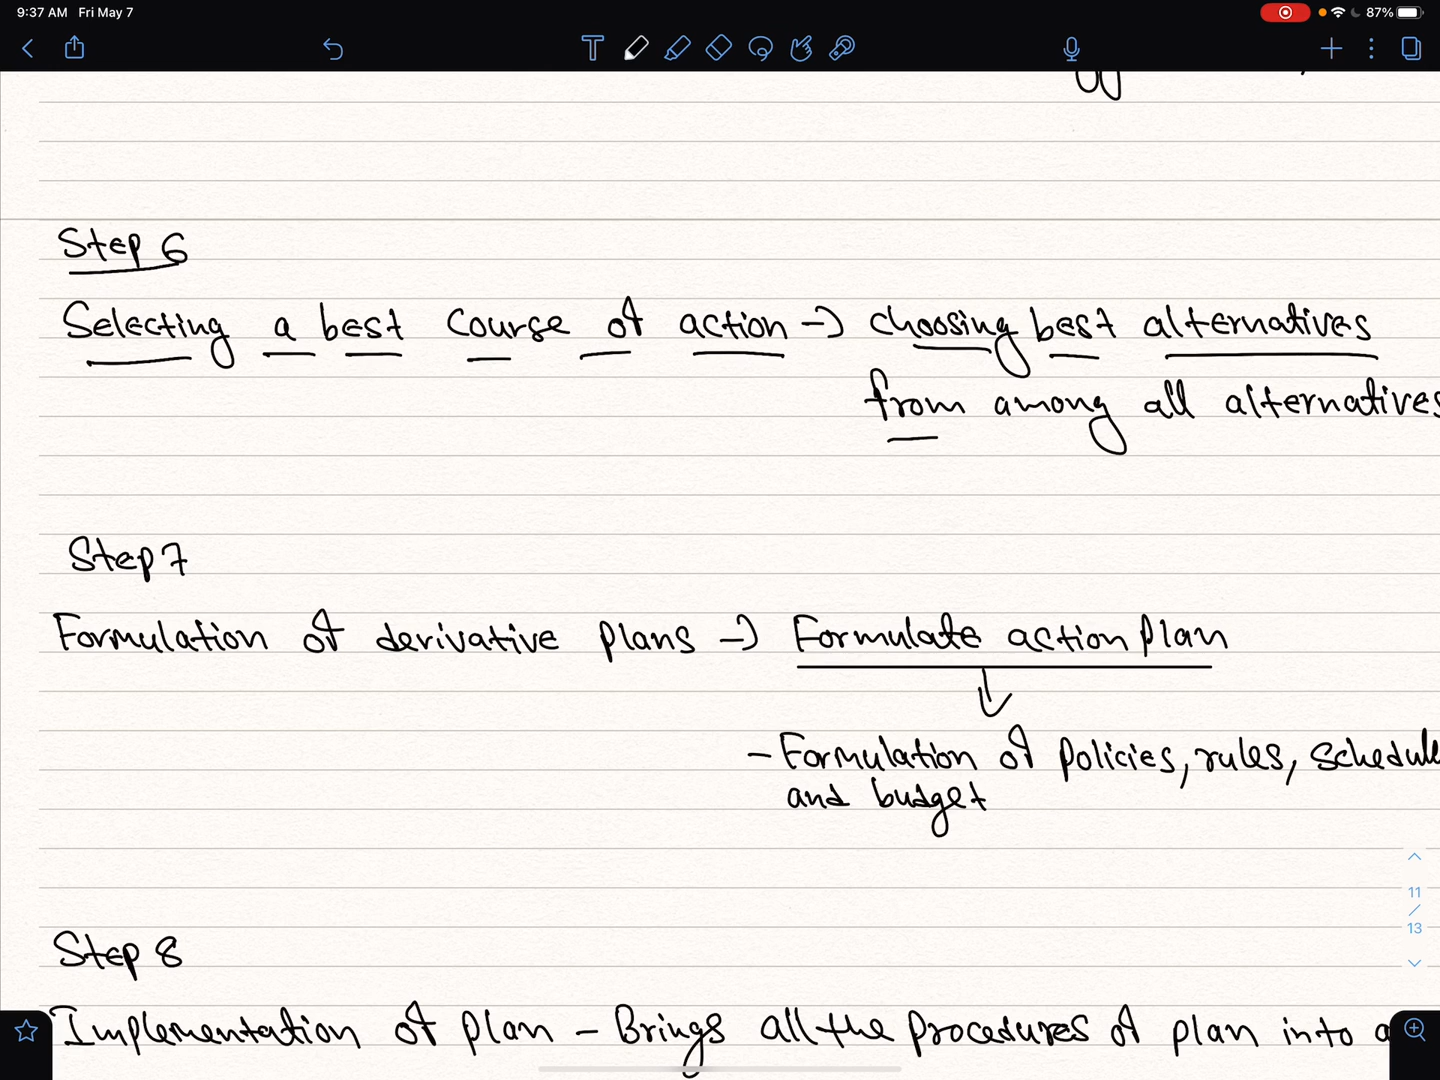 9:37 AM Fri May 7
87%
Step 6
Selecting a best course of action → choosing best alternatives
from among all alternatives
Step 7
Formulation of derivative plans → Formulate action plan
- Formulation of policies, rules, schedule
and budget
11
/
13
Step 8
Implementation of plan - Brings all the procedures of plan into